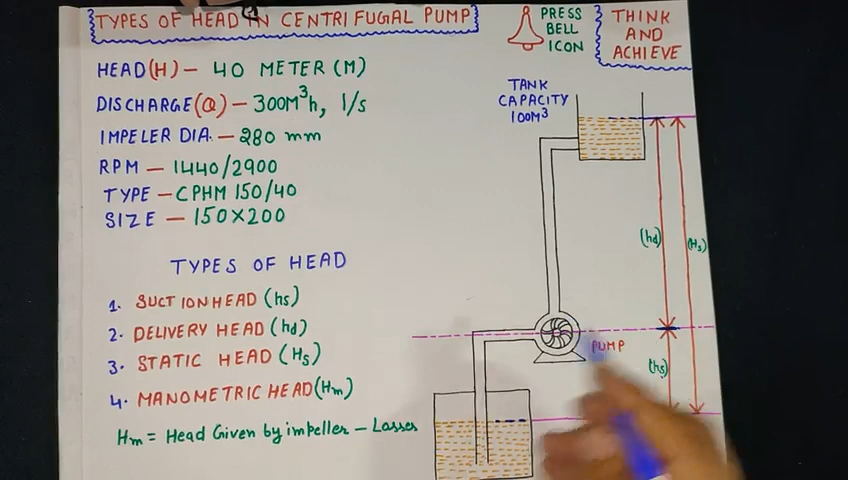 TYPES OF HEAD IN CENTRIFUGAL PUMP
PRESS
BELL
ICON
THINK
AND
ACHIEVE
HEAD(H) – 40 METER (M)
DISCHARGE(Q) – 300M³h, l/s
IMPELER DIA. – 280 mm
RPM – 1440/2900
TYPE – CPHM 150/40
SIZE – 150×200
TANK
CAPACITY
100M³
TYPES OF HEAD
1. SUCTION HEAD (hs)
2. DELIVERY HEAD (hd)
3. STATIC HEAD (Hs)
4. MANOMETRIC HEAD (Hm)
Hm = Head Given by impeller – Losses
(hd)
(Hs)
PUMP
(hs)